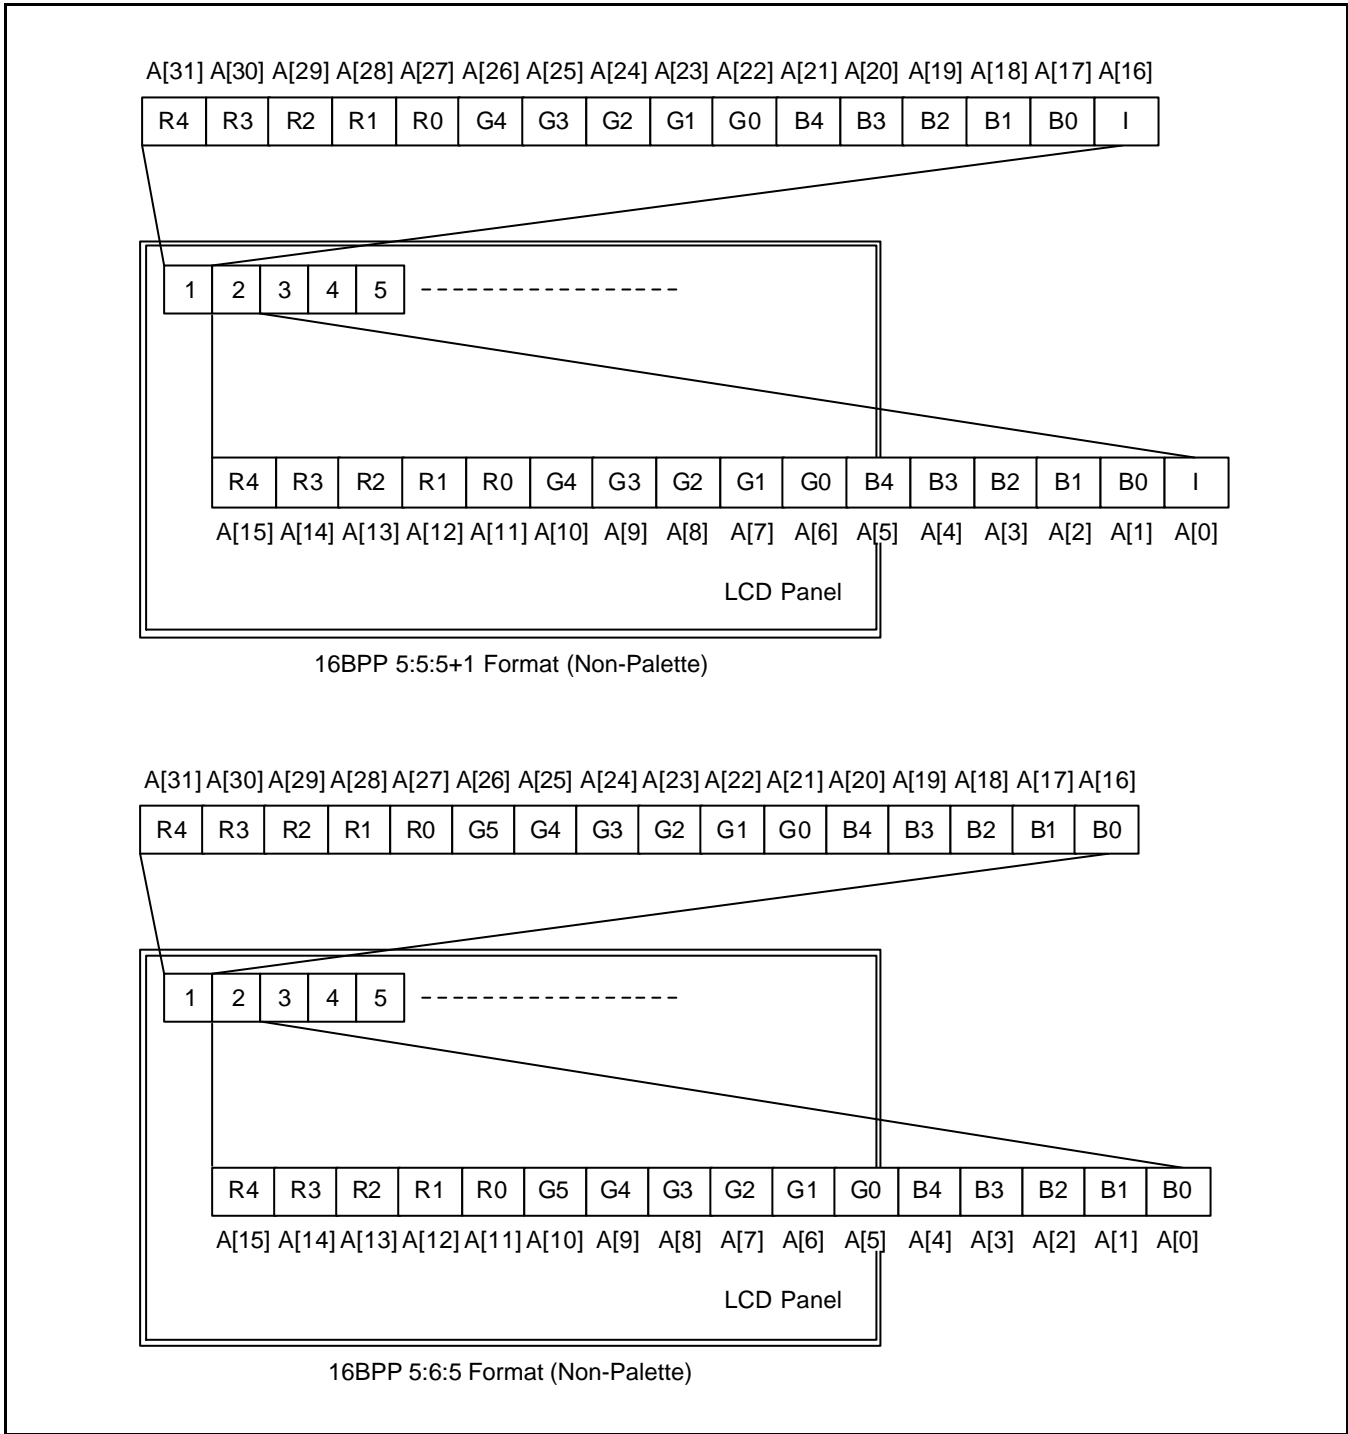 A[31] A[30] A[29] A[28] A[27] A[26] A[25] A[24] A[23] A[22] A[21] A[20] A[19] A[18] A[17] A[16]
R4 R3 R2 R1 R0 G4 G3 G2 G1 G0 B4 B3 B2 B1 B0 I
1 2 3 4 5
R4 R3 R2 R1 R0 G4 G3 G2 G1 G0 B4 B3 B2 B1 B0 I
A[15] A[14] A[13] A[12] A[11] A[10] A[9] A[8] A[7] A[6] A[5] A[4] A[3] A[2] A[1] A[0]
LCD Panel
16BPP 5:5:5+1 Format (Non-Palette)
A[31] A[30] A[29] A[28] A[27] A[26] A[25] A[24] A[23] A[22] A[21] A[20] A[19] A[18] A[17] A[16]
R4 R3 R2 R1 R0 G5 G4 G3 G2 G1 G0 B4 B3 B2 B1 B0
1 2 3 4 5
R4 R3 R2 R1 R0 G5 G4 G3 G2 G1 G0 B4 B3 B2 B1 B0
A[15] A[14] A[13] A[12] A[11] A[10] A[9] A[8] A[7] A[6] A[5] A[4] A[3] A[2] A[1] A[0]
LCD Panel
16BPP 5:6:5 Format (Non-Palette)